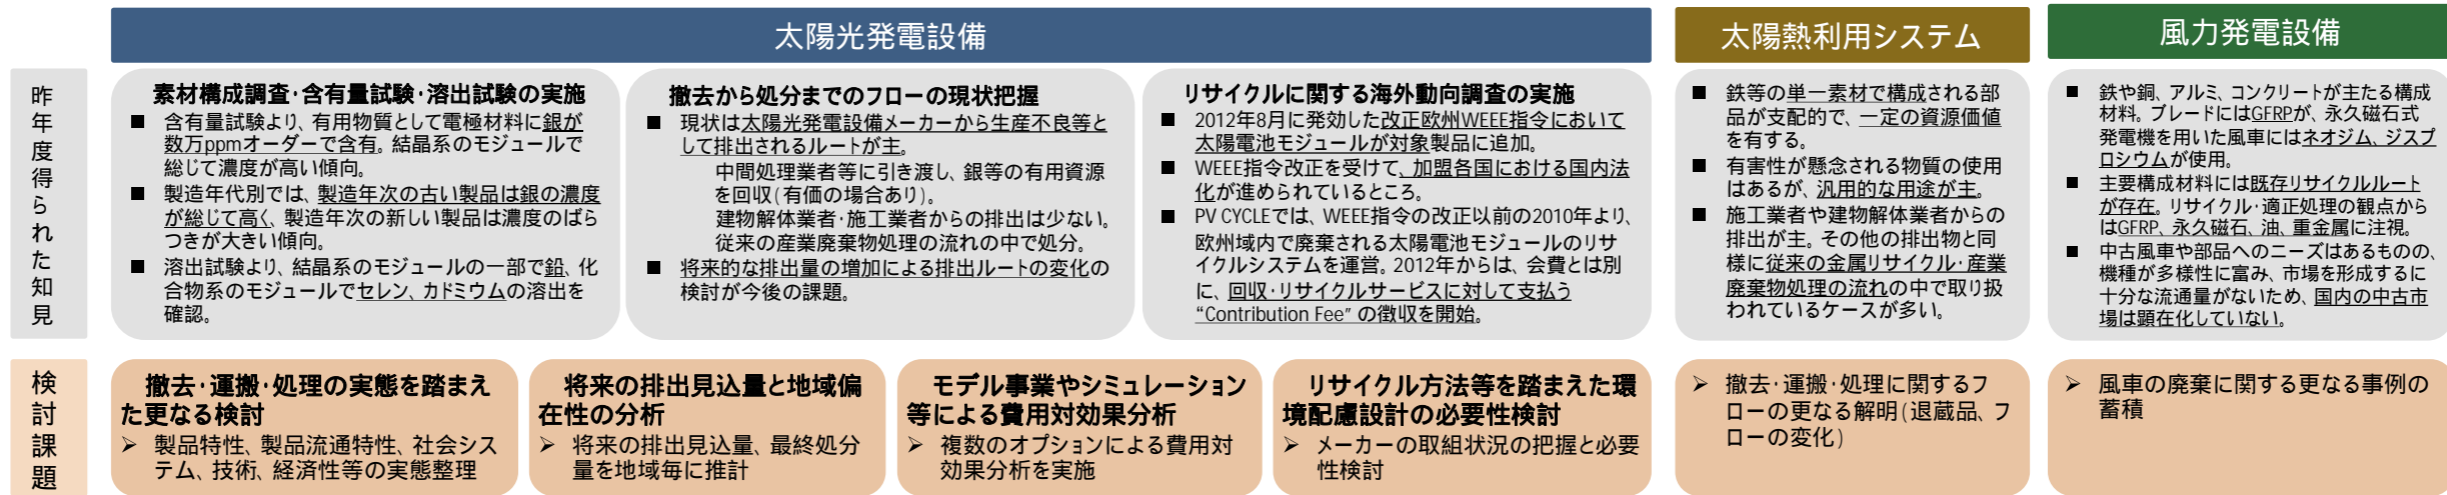 太陽光発電設備
太陽熱利用システム
風力発電設備
昨年度得られた知見
素材構成調査・含有量試験・溶出試験の実施
■ 含有量試験より、有用物質として電極材料に銀が
数万ppmオーダーで含有。結晶系のモジュールで
総じて濃度が高い傾向。
■ 製造年代別では、製造年次の古い製品は銀の濃度
が総じて高く、製造年次の新しい製品は濃度のばら
つきが大きい傾向。
■ 溶出試験より、結晶系のモジュールの一部で鉛、化
合物系のモジュールでセレン、カドミウムの溶出を
確認。
撤去から処分までのフローの現状把握
■ 現状は太陽光発電設備メーカーから生産不良等と
して排出されるルートが主。
中間処理業者等に引き渡し、銀等の有用資源
を回収(有価の場合あり)。
建物解体業者・施工業者からの排出は少ない。
従来の産業廃棄物処理の流れの中で処分。
■ 将来的な排出量の増加による排出ルートの変化の
検討が今後の課題。
リサイクルに関する海外動向調査の実施
■ 2012年8月に発効した改正欧州WEEE指令において
太陽電池モジュールが対象製品に追加。
■ WEEE指令改正を受けて、加盟各国における国内法
化が進められているところ。
■ PV CYCLEでは、WEEE指令の改正以前の2010年より、
欧州域内で廃棄される太陽電池モジュールのリサ
イクルシステムを運営。2012年からは、会費とは別
に、回収・リサイクルサービスに対して支払う
“Contribution Fee” の徴収を開始。
■ 鉄等の単一素材で構成される部
品が支配的で、一定の資源価値
を有する。
■ 有害性が懸念される物質の使用
はあるが、汎用的な用途が主。
■ 施工業者や建物解体業者からの
排出が主。その他の排出物と同
様に従来の金属リサイクル・産業
廃棄物処理の流れの中で取り扱
われているケースが多い。
■ 鉄や銅、アルミ、コンクリートが主たる構成
材料。ブレードにはGFRPが、永久磁石式
発電機を用いた風車にはネオジム、ジスプ
ロシウムが使用。
■ 主要構成材料には既存リサイクルルート
が存在。リサイクル・適正処理の観点から
はGFRP、永久磁石、油、重金属に注視。
■ 中古風車や部品へのニーズはあるものの、
機種が多様性に富み、市場を形成するに
十分な流通量がないため、国内の中古市
場は顕在化していない。
検討課題
撤去・運搬・処理の実態を踏まえ
た更なる検討
➢ 製品特性、製品流通特性、社会シス
テム、技術、経済性等の実態整理
将来の排出見込量と地域偏
在性の分析
➢ 将来の排出見込量、最終処分
量を地域毎に推計
モデル事業やシミュレーション
等による費用対効果分析
➢ 複数のオプションによる費用対
効果分析を実施
リサイクル方法等を踏まえた環
境配慮設計の必要性検討
➢ メーカーの取組状況の把握と必要
性検討
➢ 撤去・運搬・処理に関するフ
ローの更なる解明(退蔵品、フ
ローの変化)
➢ 風車の廃棄に関する更なる事例の
蓄積